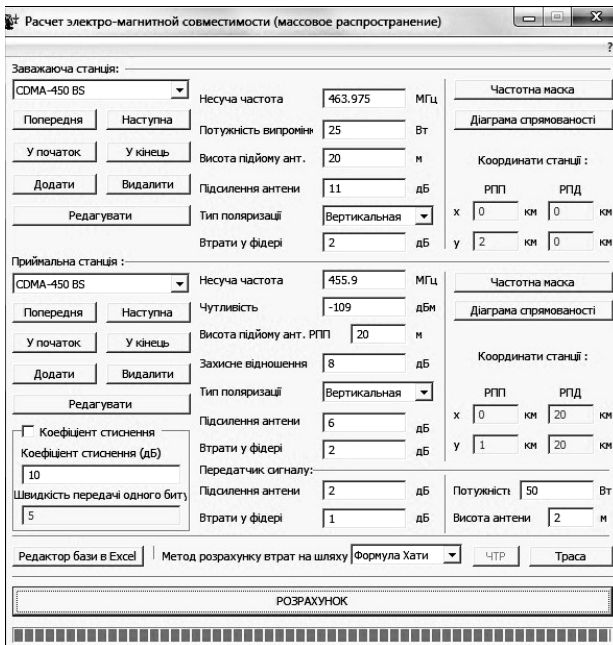 Расчет электро-магнитной совместимости (массовое распространение)
?
Заважаюча станція:
CDMA-450 BS
Попередня Наступна
У початок У кінець
Додати Видалити
Редагувати
Несуча частота 463.975 МГц
Потужність випромінк 25 Вт
Висота підйому ант. 20 м
Підсилення антени 11 дБ
Тип поляризації Вертикальная
Втрати у фідері 2 дБ
Частотна маска
Діаграма спрямованості
Координати станції :
РПП РПД
x 0 км 0 км
y 2 км 0 км
Приймальна станція :
CDMA-450 BS
Попередня Наступна
У початок У кінець
Додати Видалити
Редагувати
Коефіцієнт стиснення
Коефіцієнт стиснення (дБ)
10
Швидкість передачі одного биту
5
Несуча частота 455.9 МГц
Чутливість -109 дБм
Висота підйому ант. РПП 20 м
Захисне відношення 8 дБ
Тип поляризації Вертикальная
Підсилення антени 6 дБ
Втрати у фідері 2 дБ
Частотна маска
Діаграма спрямованості
Координати станції :
РПП РПД
x 0 км 20 км
y 1 км 20 км
Передатчик сигналу:
Підсилення антени 2 дБ
Втрати у фідері 1 дБ
Потужність 50 Вт
Висота антени 2 м
Редактор бази в Excel Метод розрахунку втрат на шляху Формула Хати ЧТР Траса
РОЗРАХУНОК